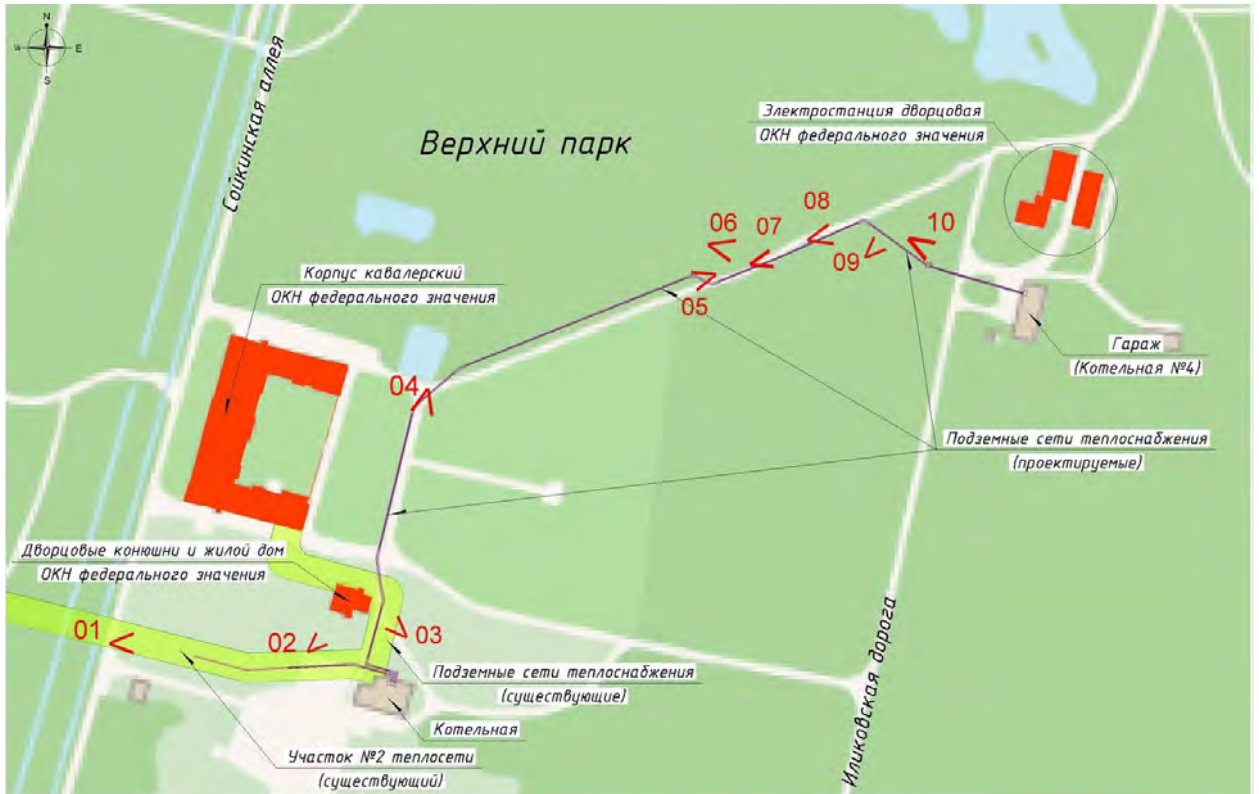 N
W
E
S
Сойкинская аллея
Верхний парк
Электростанция дворцовая
ОКН федерального значения
Корпус кавалерский
ОКН федерального значения
06
07
08
09
10
05
04
Гараж
(Котельная №4)
Подземные сети теплоснабжения
(проектируемые)
Дворцовые конюшни и жилой дом
ОКН федерального значения
01
02
03
Подземные сети теплоснабжения
(существующие)
Котельная
Участок №2 теплосети
(существующий)
Иликовская дорога